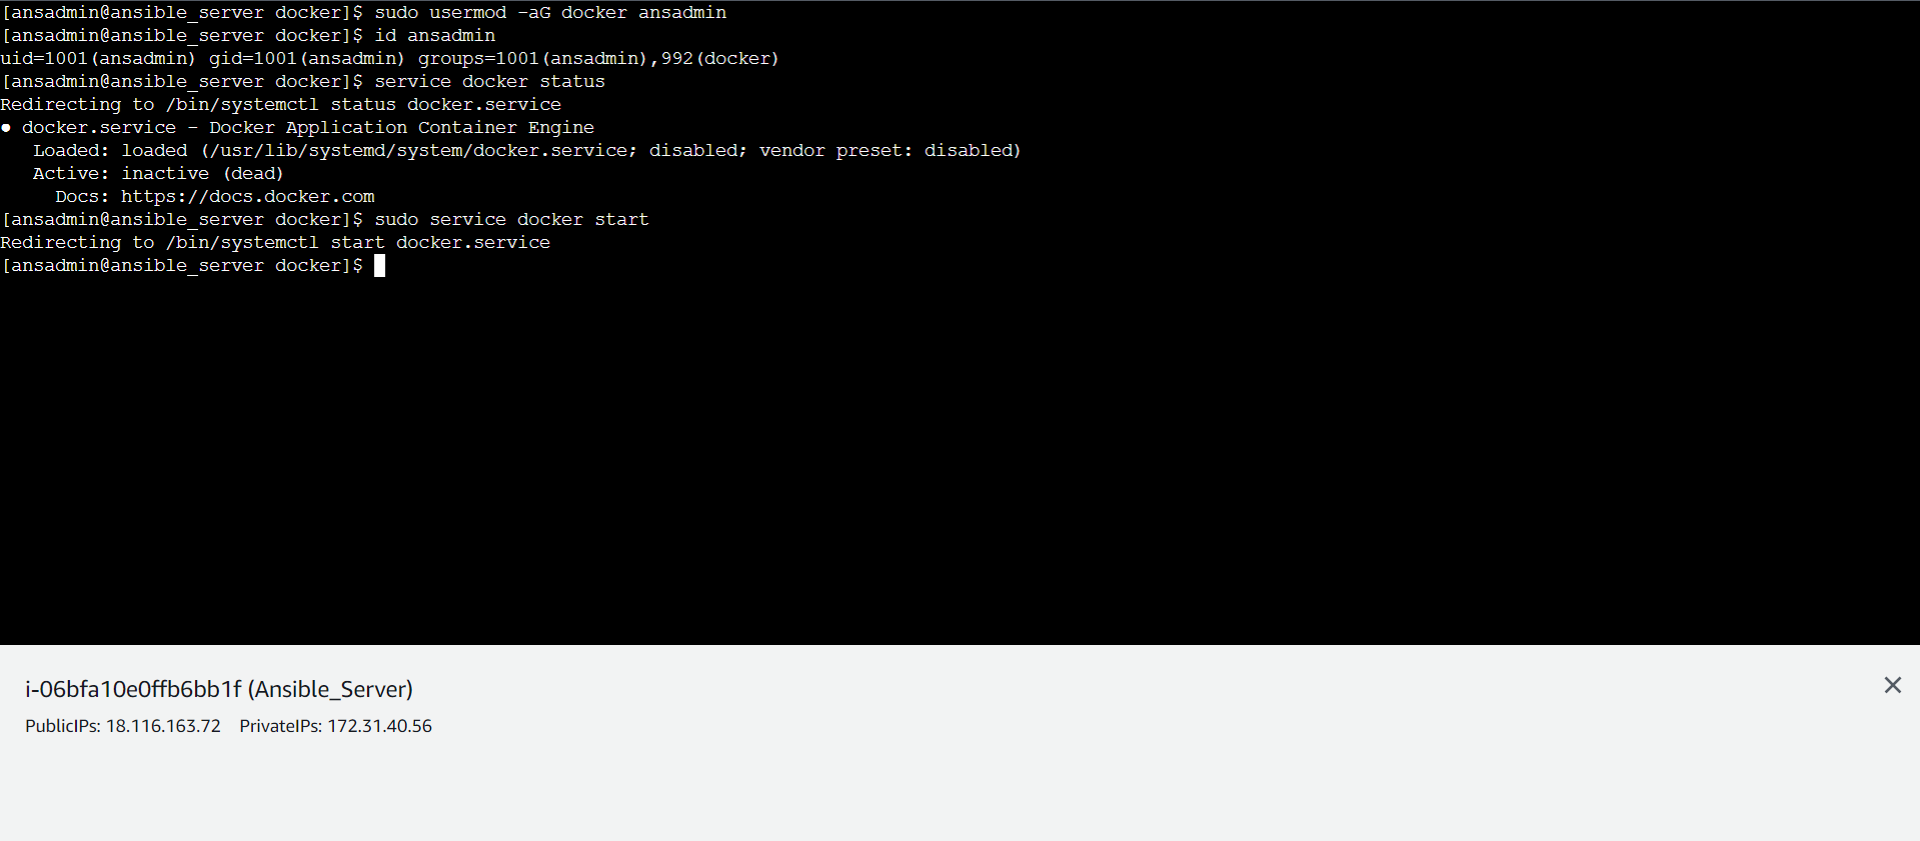 [ansadmin@ansible_server docker]$ sudo usermod -aG docker ansadmin
[ansadmin@ansible_server docker]$ id ansadmin
uid=1001(ansadmin) gid=1001(ansadmin) groups=1001(ansadmin),992(docker)
[ansadmin@ansible_server docker]$ service docker status
Redirecting to /bin/systemctl status docker.service
● docker.service - Docker Application Container Engine
   Loaded: loaded (/usr/lib/systemd/system/docker.service; disabled; vendor preset: disabled)
   Active: inactive (dead)
     Docs: https://docs.docker.com
[ansadmin@ansible_server docker]$ sudo service docker start
Redirecting to /bin/systemctl start docker.service
[ansadmin@ansible_server docker]$
i-06bfa10e0ffb6bb1f (Ansible_Server)
PublicIPs: 18.116.163.72 PrivateIPs: 172.31.40.56